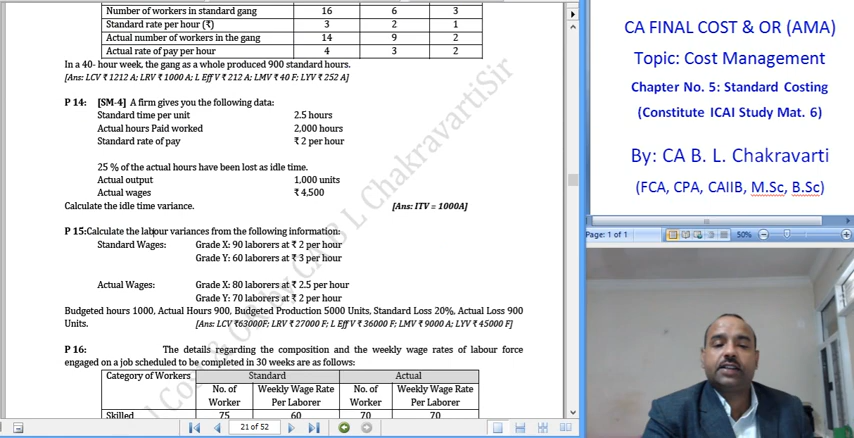 Number of workers in standard gang 16 6 3
Standard rate per hour (₹) 3 2 1
Actual number of workers in the gang 14 9 2
Actual rate of pay per hour 4 3 2
In a 40- hour week, the gang as a whole produced 900 standard hours.
[Ans: LCV ₹ 1212 A; LRV ₹ 1000 A; L Eff V ₹ 212 A; LMV ₹ 40 F; LYV ₹ 252 A]
P 14: [SM-4] A firm gives you the following data:
Standard time per unit 2.5 hours
Actual hours Paid worked 2,000 hours
Standard rate of pay ₹ 2 per hour
25 % of the actual hours have been lost as idle time.
Actual output 1,000 units
Actual wages ₹ 4,500
Calculate the idle time variance. [Ans: ITV = 1000A]
P 15:Calculate the labour variances from the following information:
Standard Wages: Grade X: 90 laborers at ₹ 2 per hour
Grade Y: 60 laborers at ₹ 3 per hour
Actual Wages: Grade X: 80 laborers at ₹ 2.5 per hour
Grade Y: 70 laborers at ₹ 2 per hour
Budgeted hours 1000, Actual Hours 900, Budgeted Production 5000 Units, Standard Loss 20%, Actual Loss 900
Units. [Ans: LCV ₹63000F; LRV ₹ 27000 F; L Eff V ₹ 36000 F; LMV ₹ 9000 A; LYV ₹ 45000 F]
P 16: The details regarding the composition and the weekly wage rates of labour force
engaged on a job scheduled to be completed in 30 weeks are as follows:
Category of Workers Standard Actual
No. of Worker Weekly Wage Rate Per Laborer No. of Worker Weekly Wage Rate Per Laborer
Skilled 75 60 70 70
21 of 52
CA FINAL COST & OR (AMA)
Topic: Cost Management
Chapter No. 5: Standard Costing
(Constitute ICAI Study Mat. 6)
By: CA B. L. Chakravarti
(FCA, CPA, CAIIB, M.Sc, B.Sc)
Page: 1 of 1
50%
by CA B L ChakravartiSir